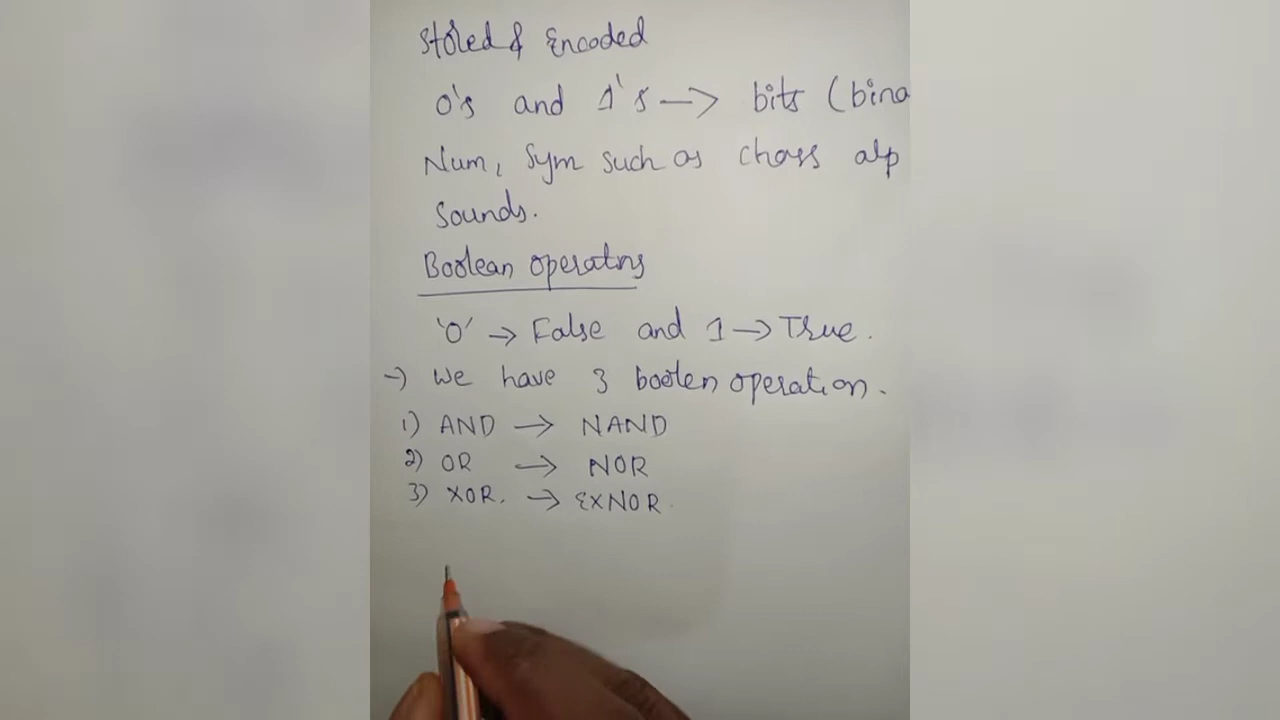 Stored & Encoded
0's and 1's → bits (bina
Num, Sym such as chars alp
Sounds.
Boolean operatns
'0' → False and 1 → True.
→ We have 3 boolen operation.
1) AND → NAND
2) OR → NOR
3) XOR. → EXNOR.